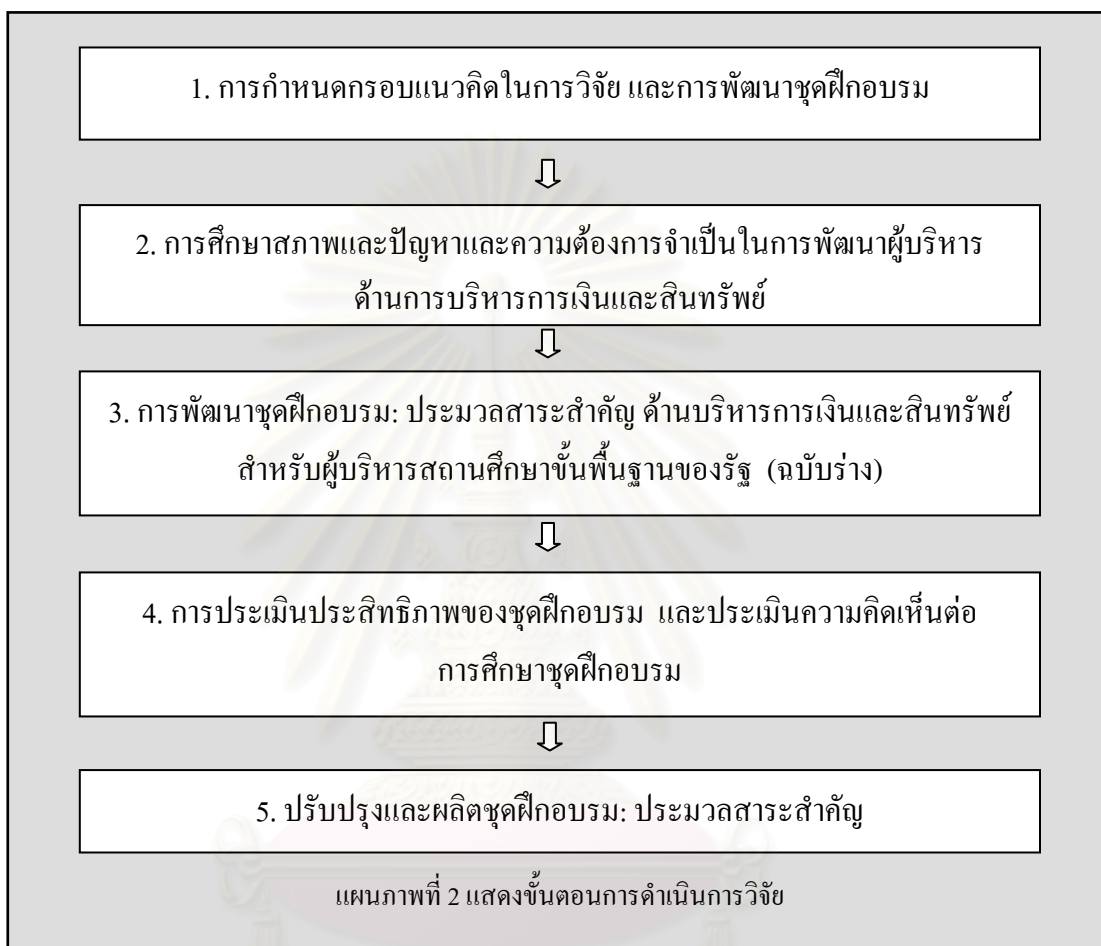 1. การกำหนดกรอบแนวคิดในการวิจัย และการพัฒนาชุดฝึกอบรม
2. การศึกษาสภาพและปัญหาและความต้องการจำเป็นในการพัฒนาผู้บริหาร
ด้านการบริหารการเงินและสินทรัพย์
3. การพัฒนาชุดฝึกอบรม: ประมวลสาระสำคัญ ด้านบริหารการเงินและสินทรัพย์
สำหรับผู้บริหารสถานศึกษาขั้นพื้นฐานของรัฐ (ฉบับร่าง)
4. การประเมินประสิทธิภาพของชุดฝึกอบรม และประเมินความคิดเห็นต่อ
การศึกษาชุดฝึกอบรม
5. ปรับปรุงและผลิตชุดฝึกอบรม: ประมวลสาระสำคัญ
แผนภาพที่ 2 แสดงขั้นตอนการดำเนินการวิจัย